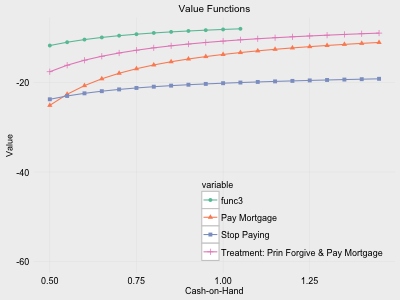 Value Functions
Value
-20
-40
-60
variable
func3
Pay Mortgage
Stop Paying
Treatment: Prin Forgive & Pay Mortgage
0.50 0.75 1.00 1.25
Cash-on-Hand